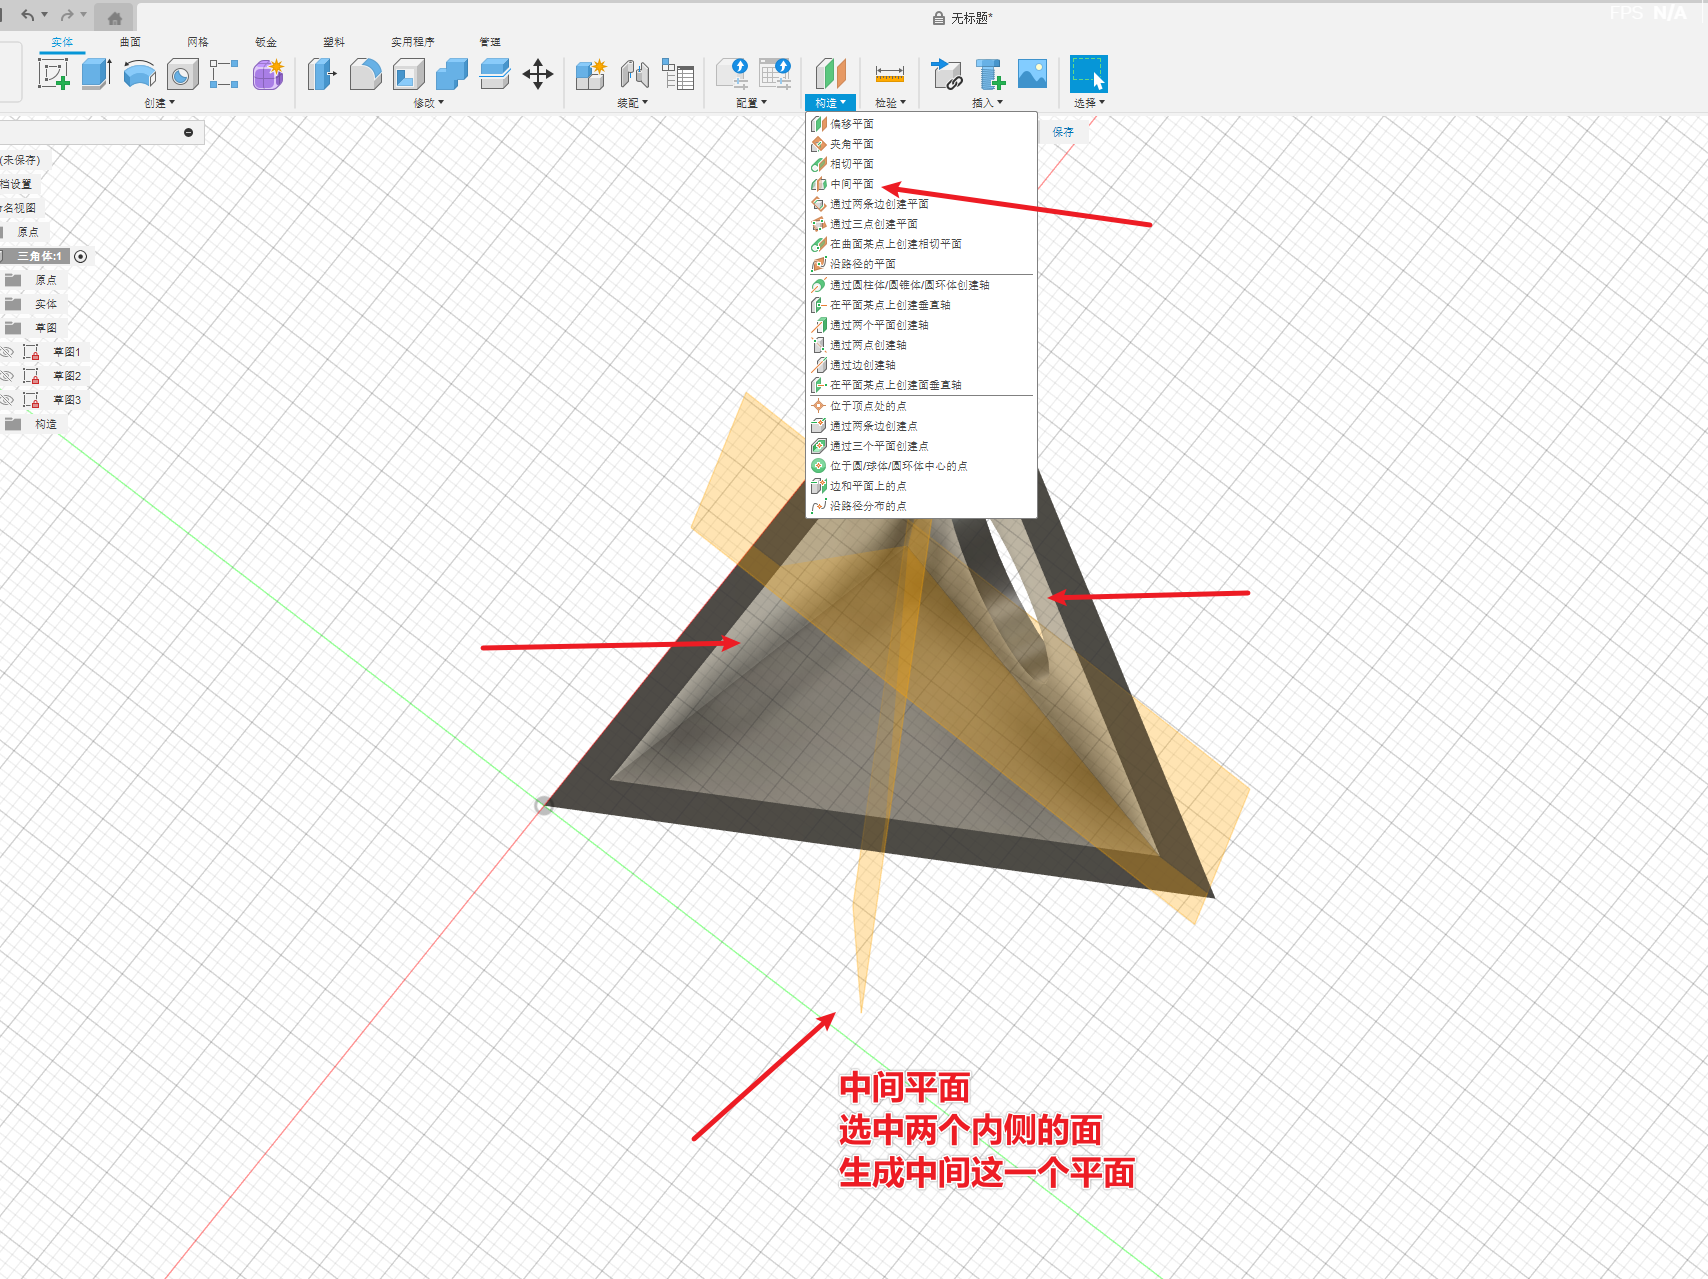 无标题*
FPS N/A
实体
曲面
网格
钣金
塑料
实用程序
管理
创建
修改
装配
配置
构造
检验
插入
选择
偏移平面
夹角平面
相切平面
中间平面
通过两条边创建平面
通过三点创建平面
在曲面某点上创建相切平面
沿路径的平面
通过圆柱体/圆锥体/圆环体创建轴
在平面某点上创建垂直轴
通过两个平面创建轴
通过两点创建轴
通过边创建轴
在平面某点上创建面垂直轴
位于顶点处的点
通过两条边创建点
通过三个平面创建点
位于圆/球体/圆环体中心的点
边和平面上的点
沿路径分布的点
保存
(未保存)
档设置
名视图
原点
三角体:1
原点
实体
草图
草图1
草图2
草图3
构造
中间平面
选中两个内侧的面
生成中间这一个平面